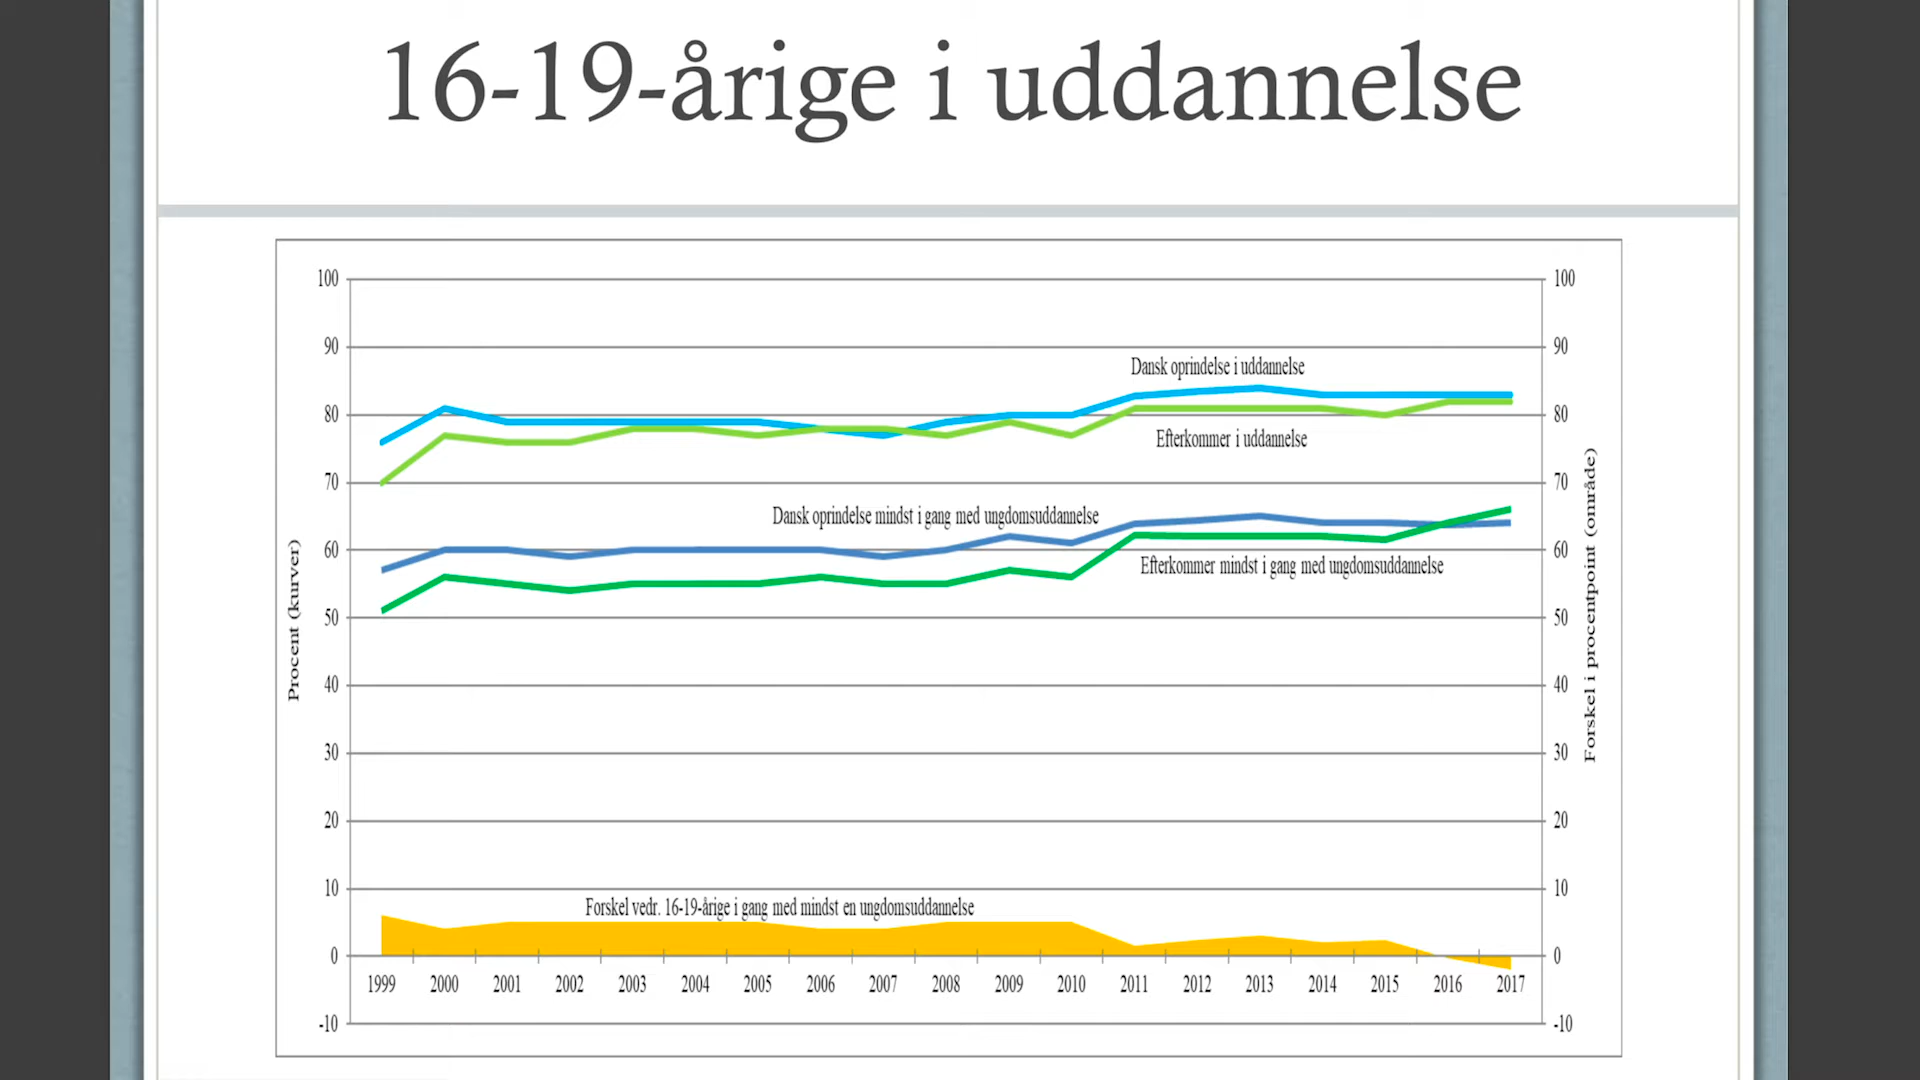 16-19-årige i uddannelse
100 100
90 90
Dansk oprindelse i uddannelse
80 80
Efterkommer i uddannelse
70 70
Dansk oprindelse mindst i gang med ungdomsuddannelse
60 60
Efterkommer mindst i gang med ungdomsuddannelse
Procent (kurver)
Forskel i procentpoint (område)
50 50
40 40
30 30
20 20
10 10
Forskel vedr. 16-19-årige i gang med mindst en ungdomsuddannelse
0 0
1999 2000 2001 2002 2003 2004 2005 2006 2007 2008 2009 2010 2011 2012 2013 2014 2015 2016 2017
-10 -10